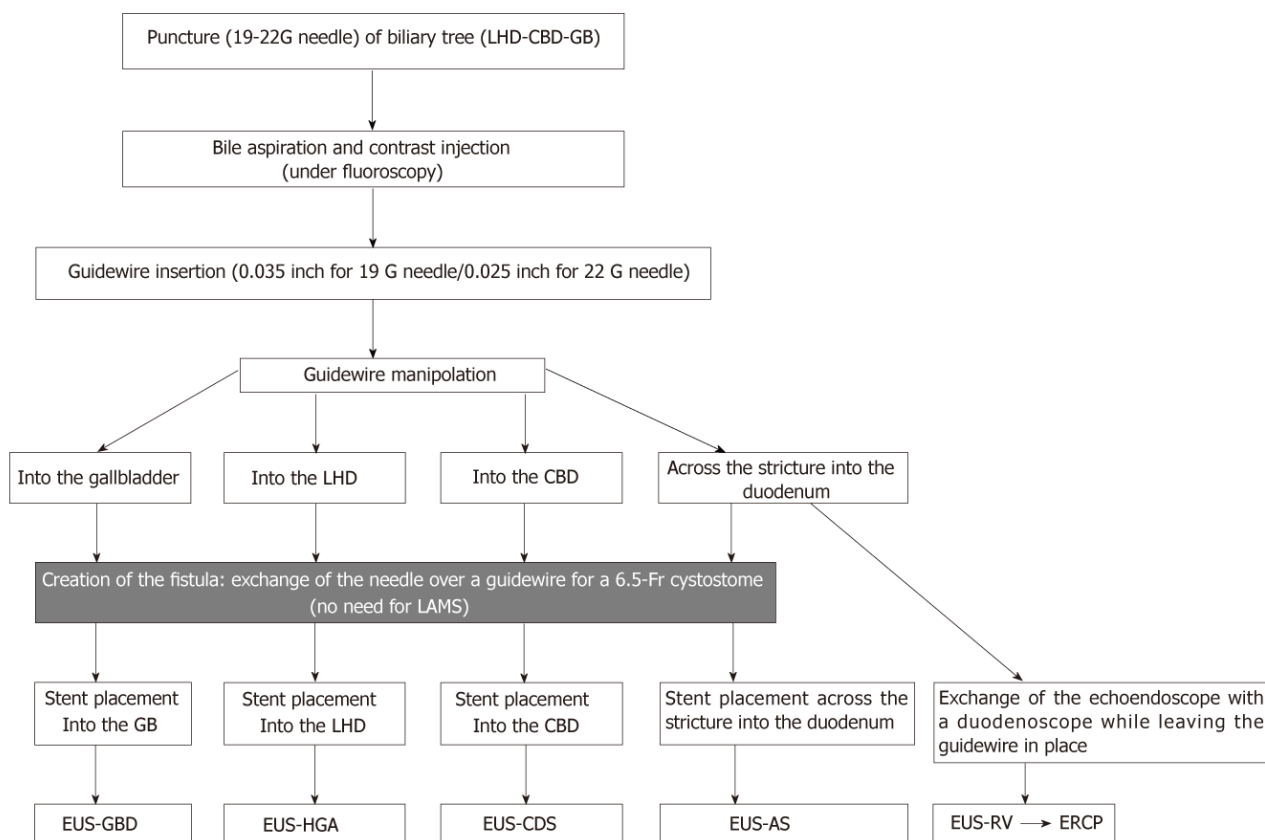 Puncture (19-22G needle) of biliary tree (LHD-CBD-GB)
Bile aspiration and contrast injection
(under fluoroscopy)
Guidewire insertion (0.035 inch for 19 G needle/0.025 inch for 22 G needle)
Guidewire manipolation
Into the gallbladder
Into the LHD
Into the CBD
Across the stricture into the
duodenum
Creation of the fistula: exchange of the needle over a guidewire for a 6.5-Fr cystostome
(no need for LAMS)
Stent placement
Into the GB
Stent placement
Into the LHD
Stent placement
Into the CBD
Stent placement across the
stricture into the duodenum
Exchange of the echoendoscope with
a duodenoscope while leaving the
guidewire in place
EUS-GBD
EUS-HGA
EUS-CDS
EUS-AS
EUS-RV → ERCP